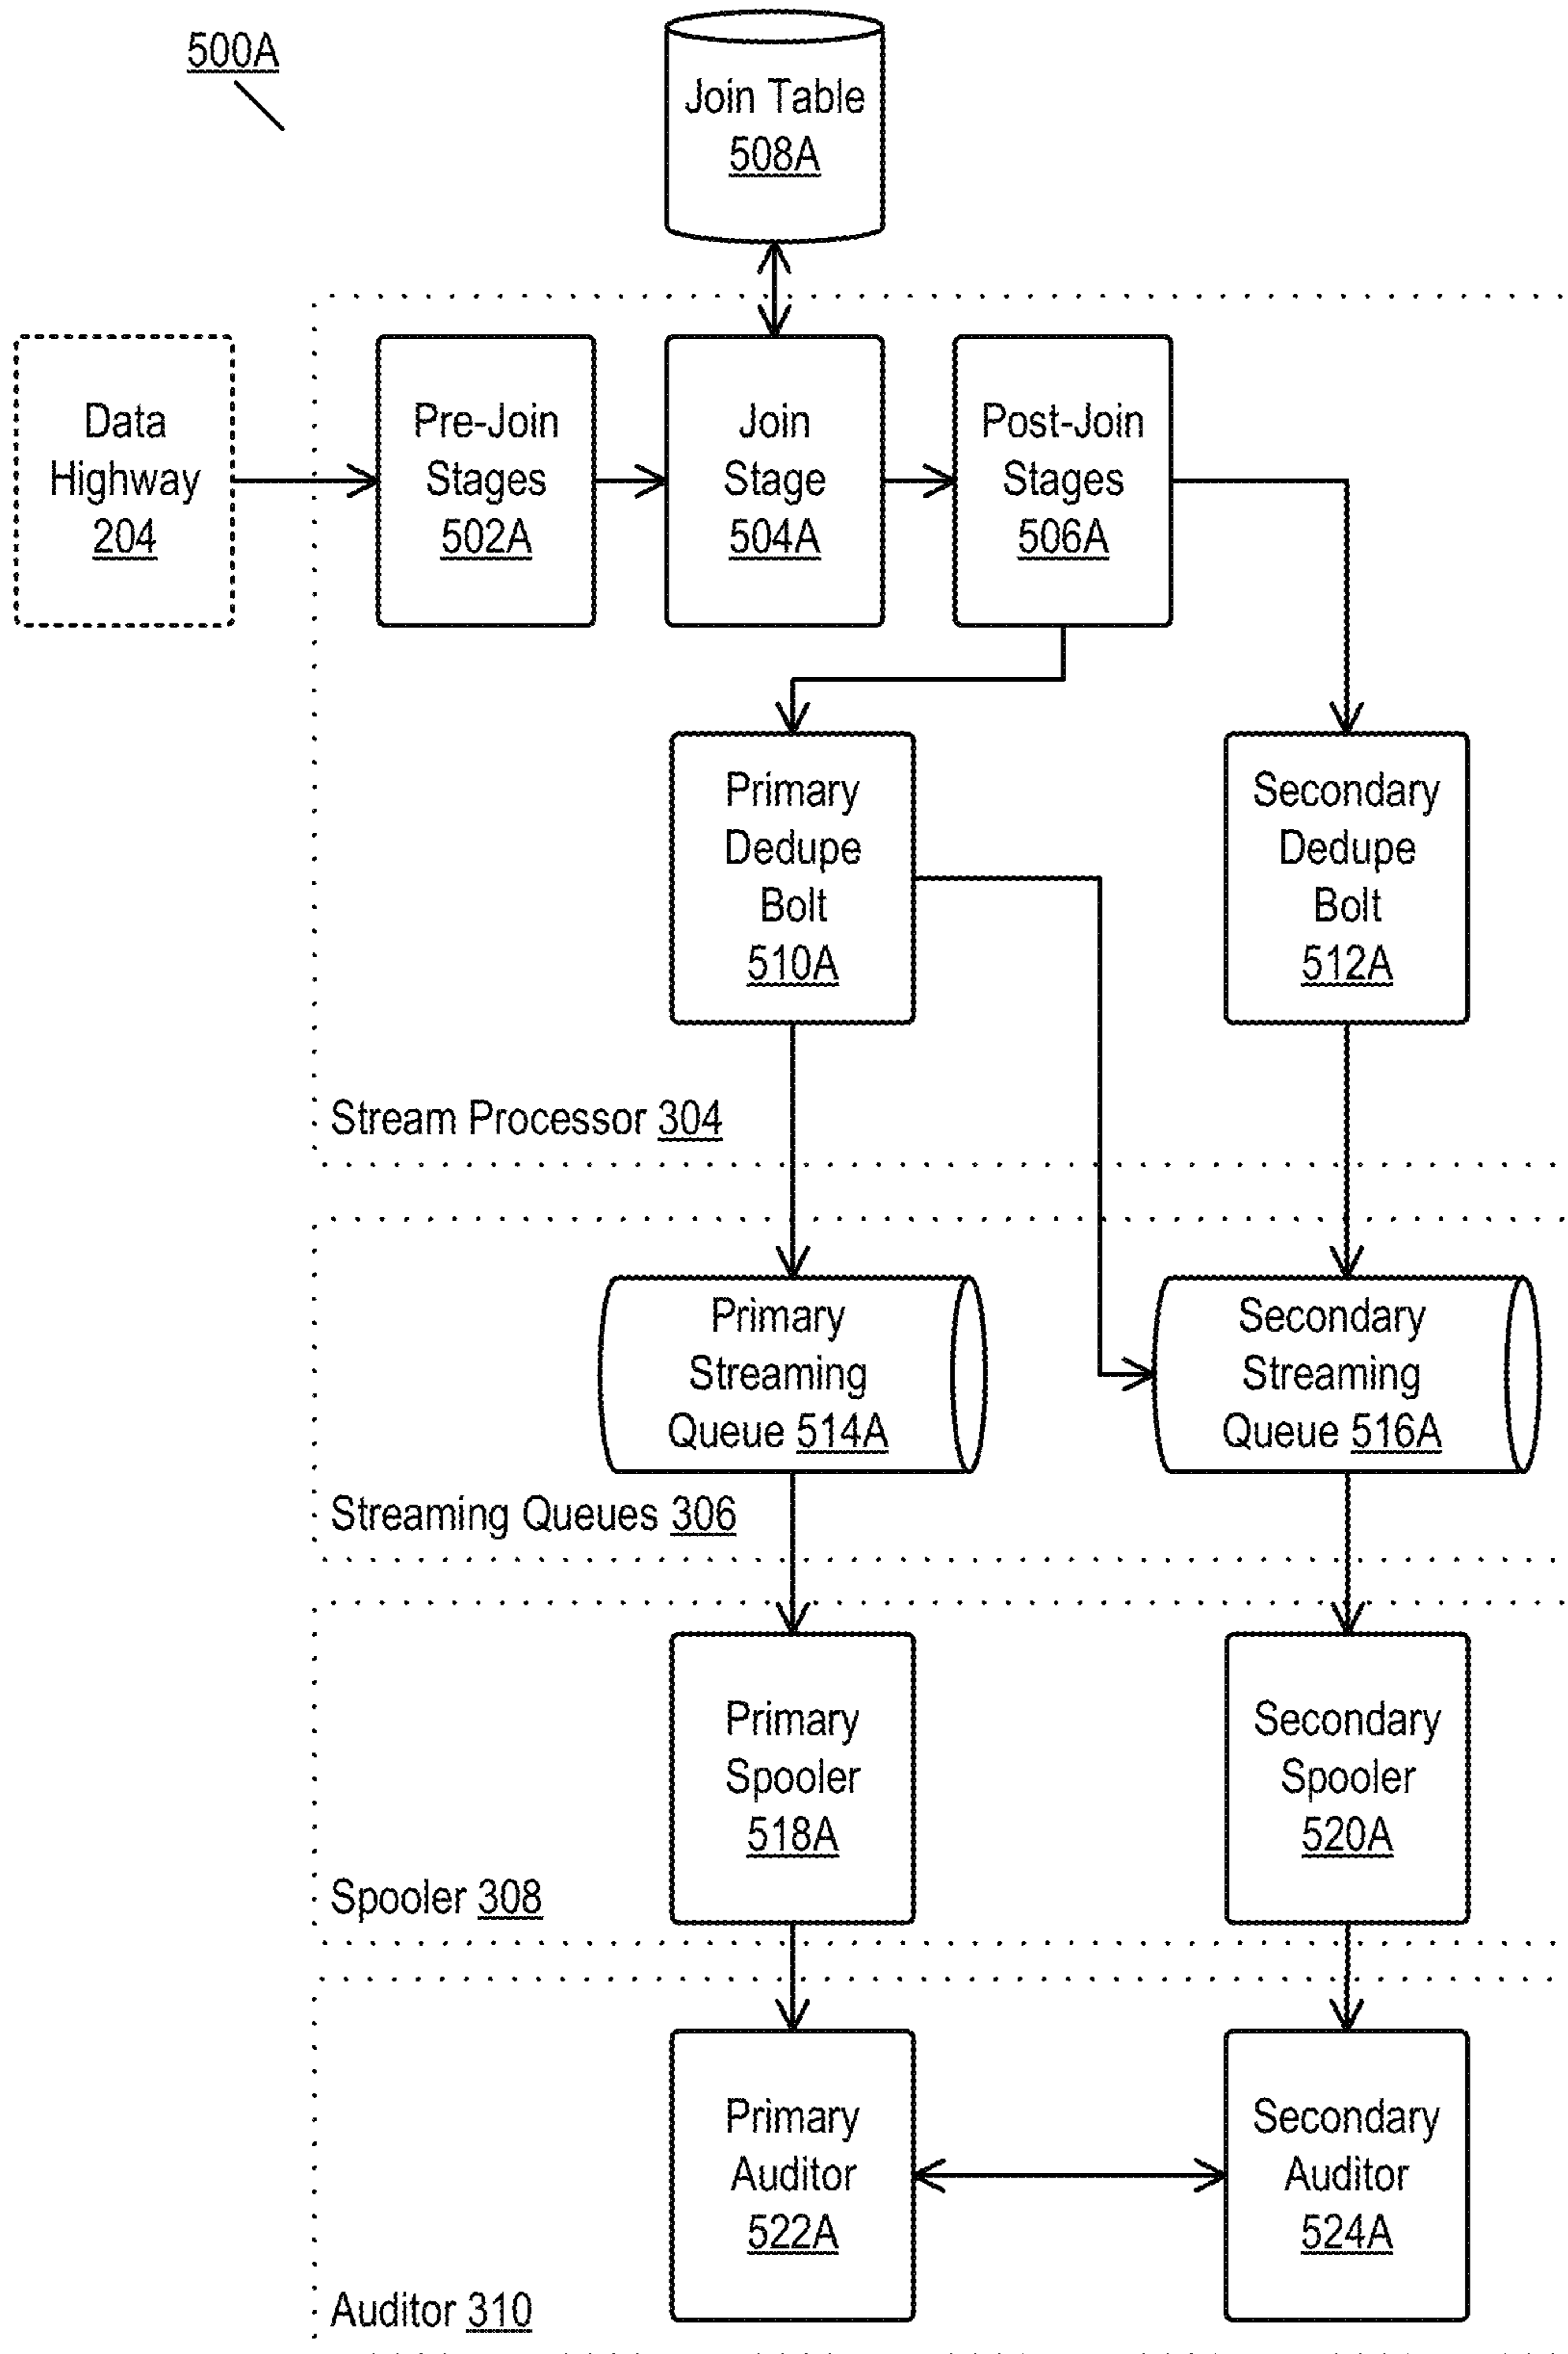 500A
Join Table
508A
Data
Highway
204
Pre-Join
Stages
502A
Join
Stage
504A
Post-Join
Stages
506A
Primary
Dedupe
Bolt
510A
Secondary
Dedupe
Bolt
512A
Stream Processor 304
Primary
Streaming
Queue 514A
Secondary
Streaming
Queue 516A
Streaming Queues 306
Primary
Spooler
518A
Secondary
Spooler
520A
Spooler 308
Primary
Auditor
522A
Secondary
Auditor
524A
Auditor 310